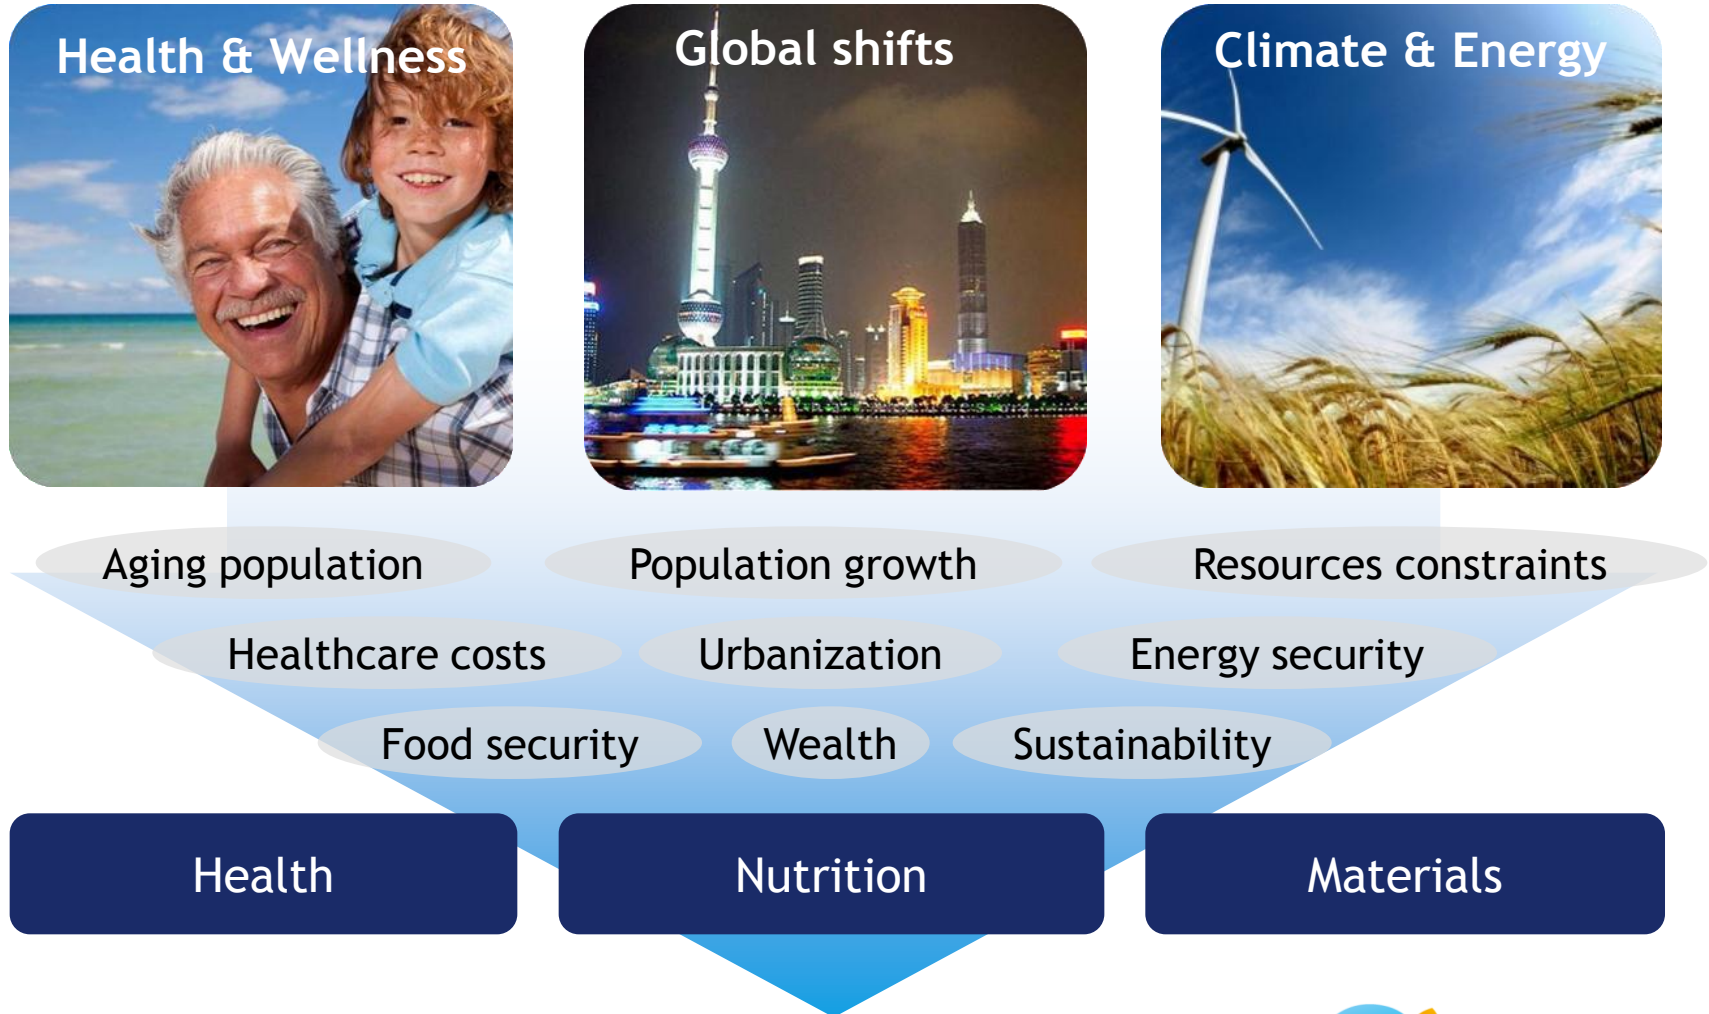 Health & Wellness
Global shifts
Climate & Energy
Aging population
Population growth
Resources constraints
Healthcare costs
Urbanization
Energy security
Food security
Wealth
Sustainability
Health
Nutrition
Materials